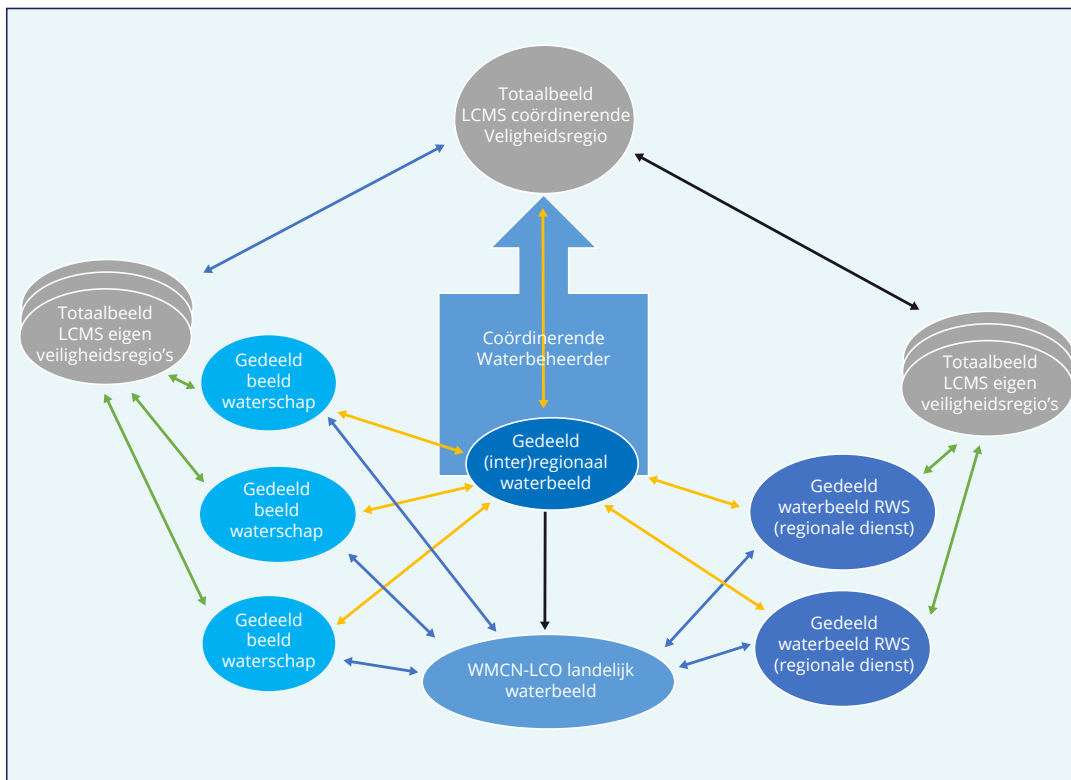 Totaalbeeld
LCMS coördinerende
Veligheidsregio
Totaalbeeld
LCMS eigen
veiligheidsregio's
Coördinerende
Waterbeheerder
Totaalbeeld
LCMS eigen
veiligheidsregio's
Gedeeld
beeld
waterschap
Gedeeld
(inter)regionaal
waterbeeld
Gedeeld
beeld
waterschap
Gedeeld
waterbeeld RWS
(regionale dienst)
Gedeeld
beeld
waterschap
Gedeeld
waterbeeld RWS
(regionale dienst)
WMCN-LCO landelijk
waterbeeld